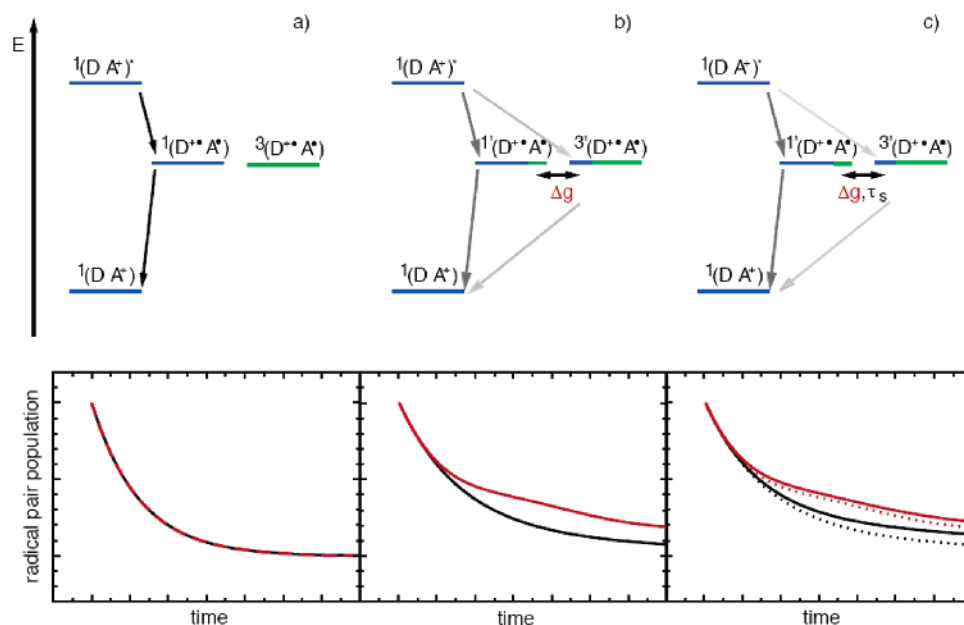 a) b) c)
E
¹(D A⁺)* ¹(D A⁺)* ¹(D A⁺)*
¹(D⁺• A•) ³(D⁺• A•) ¹'(D⁺• A•) ³'(D⁺• A•) ¹'(D⁺• A•) ³'(D⁺• A•)
Δg Δg,τs
¹(D A⁺) ¹(D A⁺) ¹(D A⁺)
radical pair population
time time time